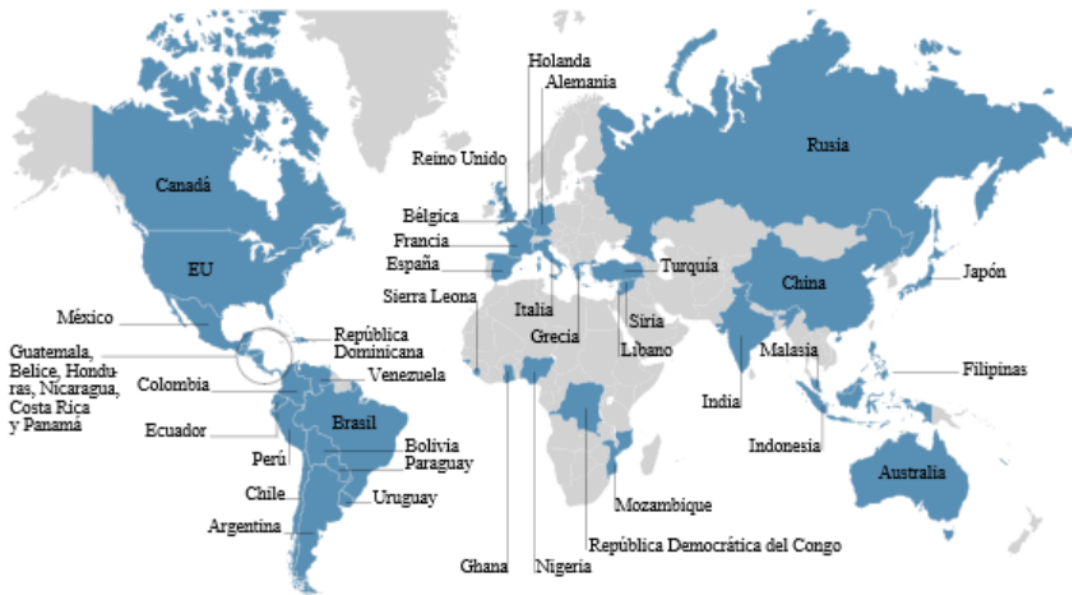 Holanda
Alemania
Rusia
Reino Unido
Canadá
Bélgica
Francia
España
Turquía
EU
China
Japón
Sierra Leona
Italia
Siria
México
Grecia
Líbano
República
Dominicana
Malasia
Guatemala,
Belice, Hondu-
ras, Nicaragua,
Costa Rica
y Panamá
Venezuela
Filipinas
Colombia
India
Brasil
Ecuador
Bolivia
Indonesia
Perú
Paraguay
Australia
Chile
Uruguay
Mozambique
Argentina
República Democrática del Congo
Ghana
Nigeria